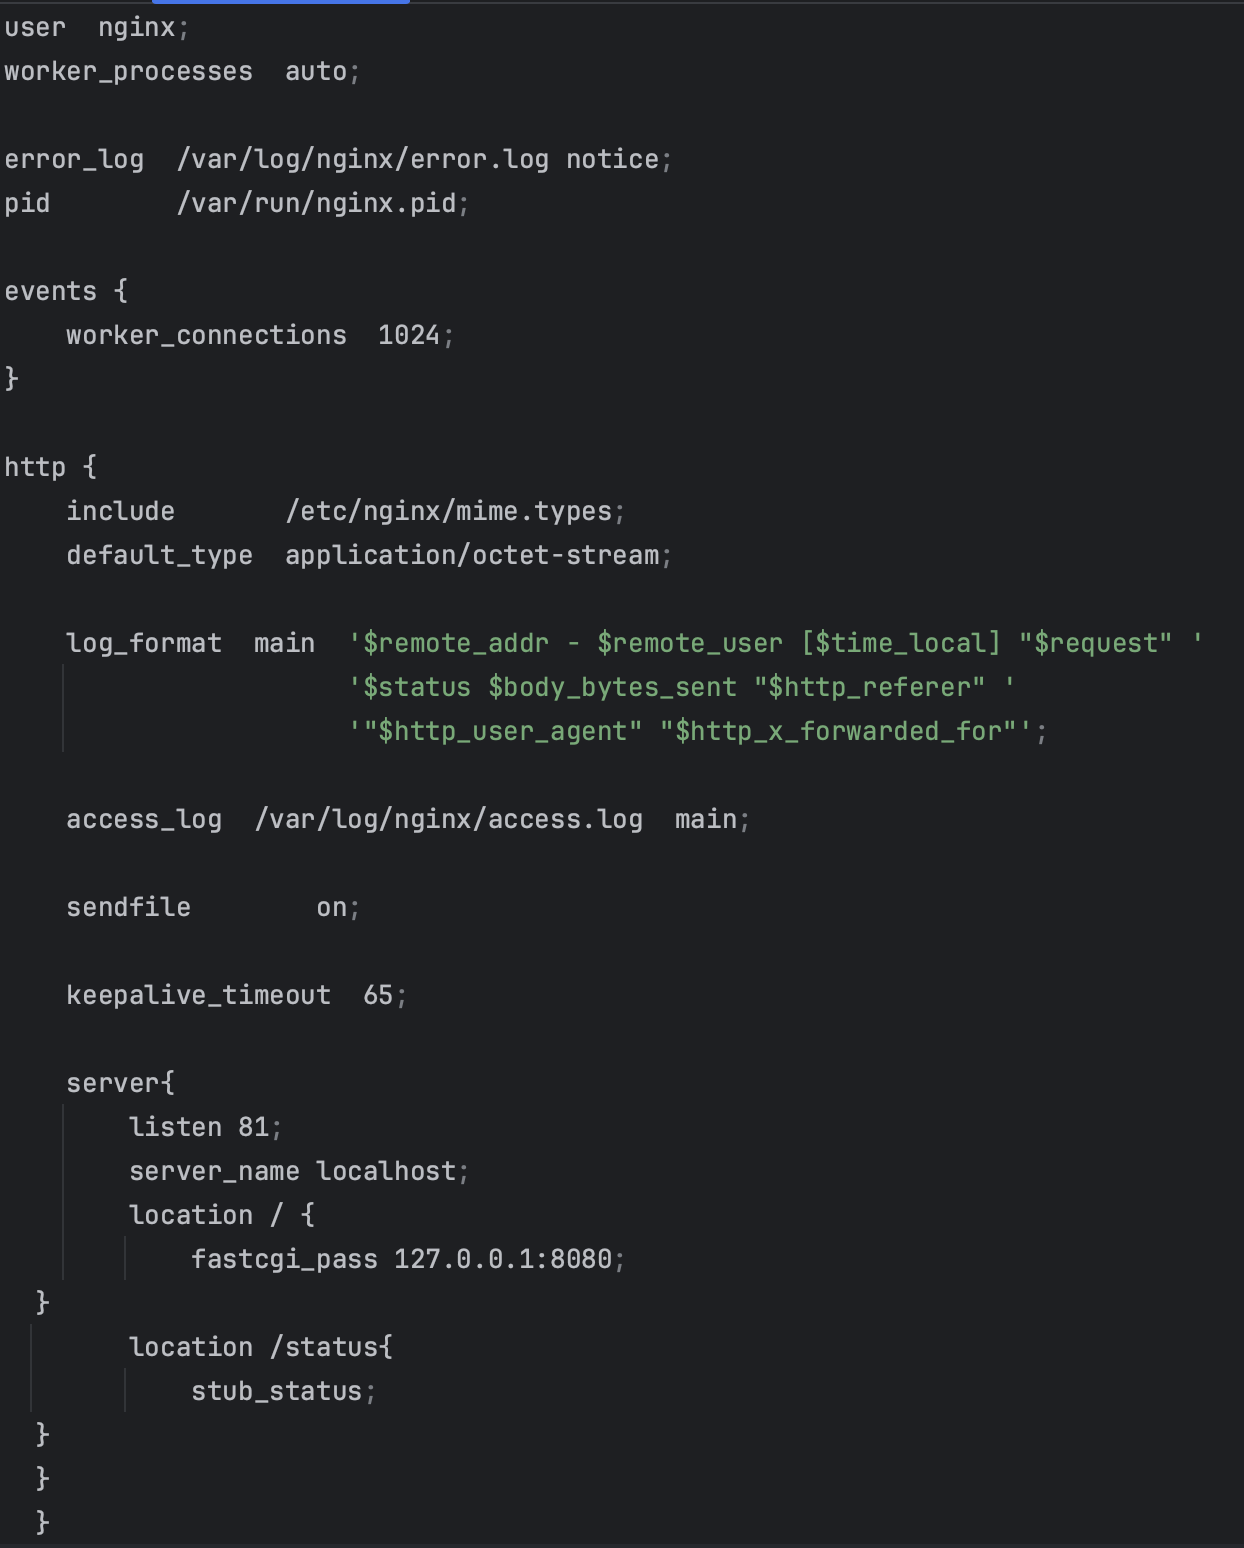 user  nginx;
worker_processes  auto;

error_log  /var/log/nginx/error.log notice;
pid        /var/run/nginx.pid;

events {
    worker_connections  1024;
}

http {
    include       /etc/nginx/mime.types;
    default_type  application/octet-stream;

    log_format  main  '$remote_addr - $remote_user [$time_local] "$request" '
                      '$status $body_bytes_sent "$http_referer" '
                      '"$http_user_agent" "$http_x_forwarded_for"';

    access_log  /var/log/nginx/access.log  main;

    sendfile        on;

    keepalive_timeout  65;

    server{
        listen 81;
        server_name localhost;
        location / {
            fastcgi_pass 127.0.0.1:8080;
  }
        location /status{
            stub_status;
  }
  }
  }